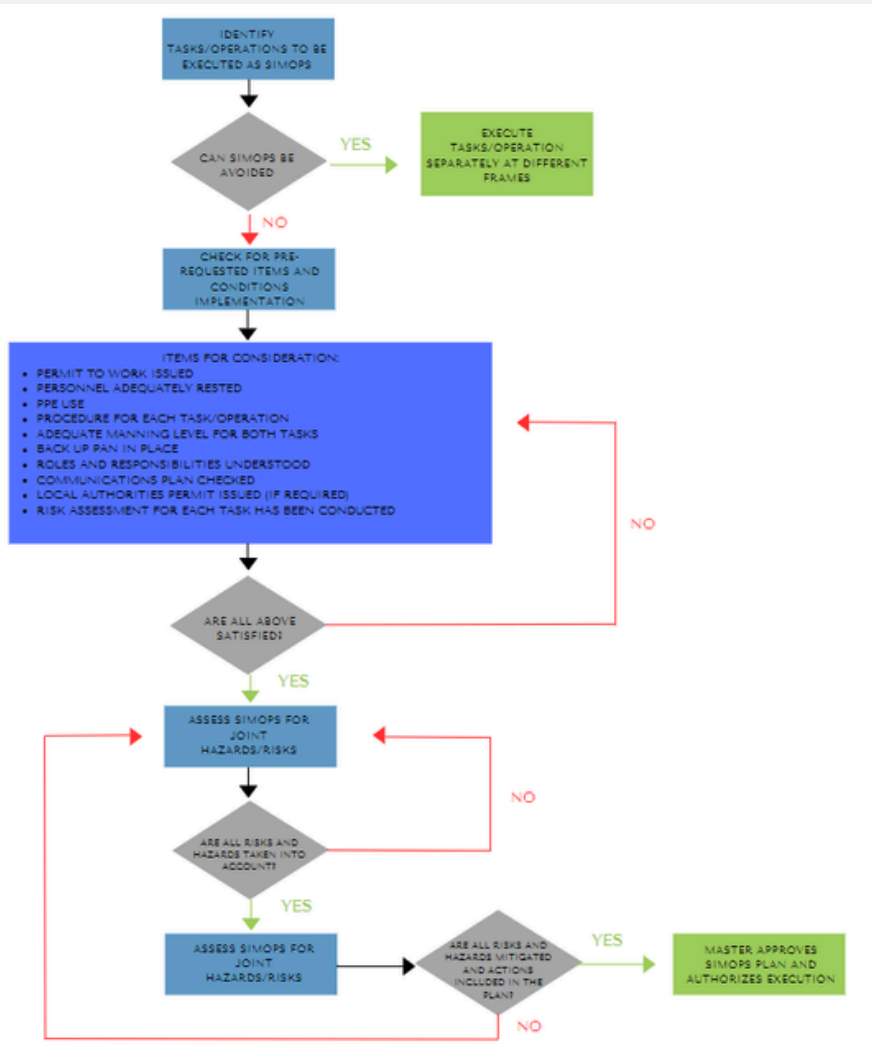 IDENTIFY
TASKS/OPERATIONS TO BE
EXECUTED AS SIMOPS
CAN SIMOPS BE
AVOIDED
YES
EXECUTE
TASKS/OPERATION
SEPARATELY AT DIFFERENT
FRAMES
NO
CHECK FOR PRE-
REQUESTED ITEMS AND
CONDITIONS
IMPLEMENTATION
ITEMS FOR CONSIDERATION:
• PERMIT TO WORK ISSUED
• PERSONNEL ADEQUATELY RESTED
• PPE USE
• PROCEDURE FOR EACH TASK/OPERATION
• ADEQUATE MANNING LEVEL FOR BOTH TASKS
• BACK UP PAN IN PLACE
• ROLES AND RESPONSIBILITIES UNDERSTOOD
• COMMUNICATIONS PLAN CHECKED
• LOCAL AUTHORITIES PERMIT ISSUED (IF REQUIRED)
• RISK ASSESSMENT FOR EACH TASK HAS BEEN CONDUCTED
NO
ARE ALL ABOVE
SATISFIED?
YES
ASSESS SIMOPS FOR
JOINT
HAZARDS/RISKS
NO
ARE ALL RISKS AND
HAZARDS TAKEN INTO
ACCOUNT?
YES
ASSESS SIMOPS FOR
JOINT
HAZARDS/RISKS
ARE ALL RISKS AND
HAZARDS MITIGATED
AND ACTIONS
INCLUDED IN THE
PLAN?
YES
MASTER APPROVES
SIMOPS PLAN AND
AUTHORIZES EXECUTION
NO